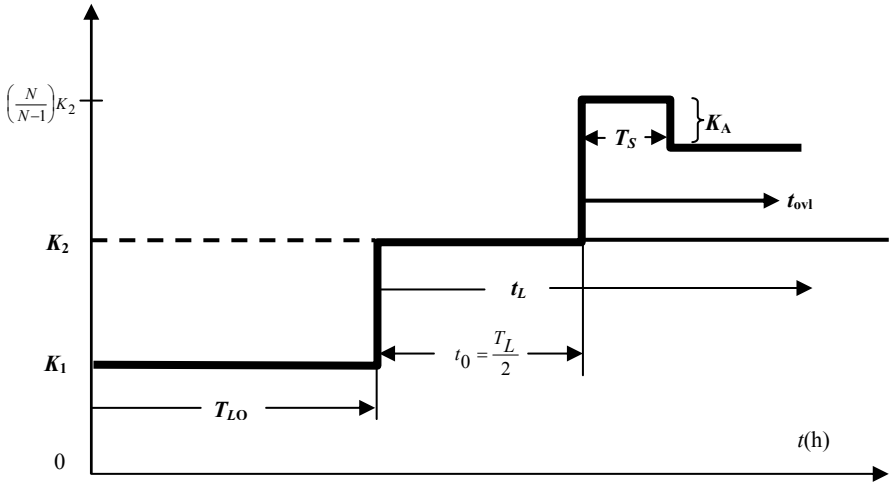 (N/N−1)K2
KA
TS
tovl
K2
tL
t0 = TL/2
K1
TLO
t(h)
0